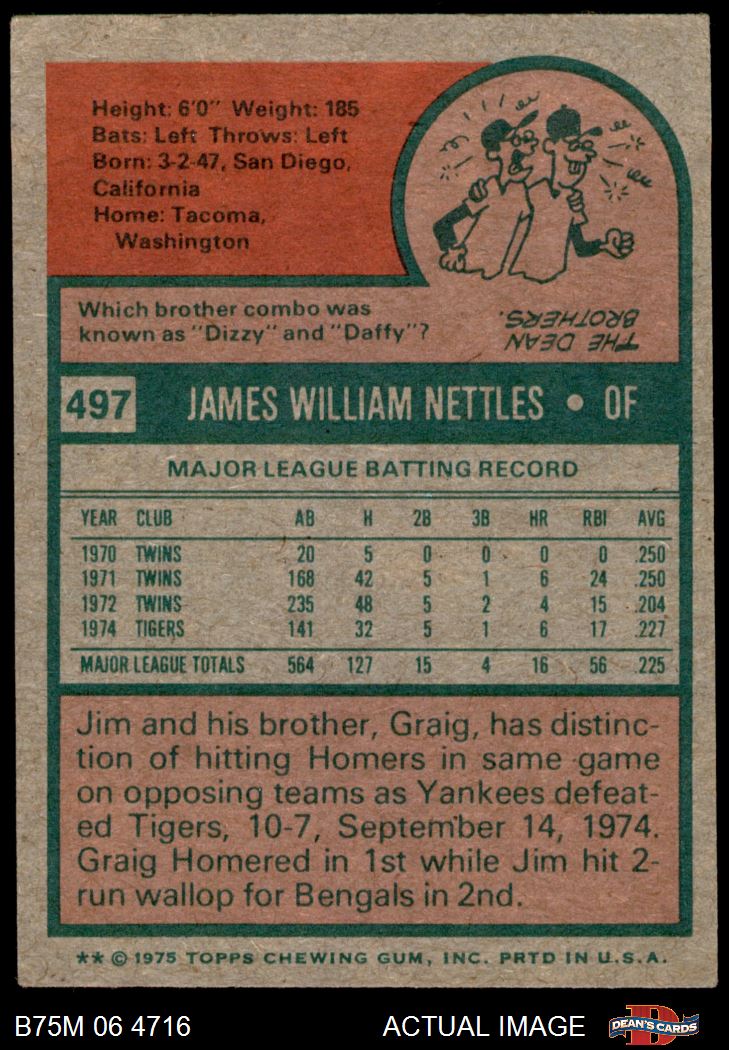 Height: 6'0" Weight: 185
Bats: Left Throws: Left
Born: 3-2-47, San Diego,
California
Home: Tacoma,
Washington
Which brother combo was
known as "Dizzy" and "Daffy"?
THE DEAN
BROTHERS.
497 JAMES WILLIAM NETTLES • OF
MAJOR LEAGUE BATTING RECORD
YEAR CLUB AB H 2B 3B HR RBI AVG
1970 TWINS 20 5 0 0 0 0 .250
1971 TWINS 168 42 5 1 6 24 .250
1972 TWINS 235 48 5 2 4 15 .204
1974 TIGERS 141 32 5 1 6 17 .227
MAJOR LEAGUE TOTALS 564 127 15 4 16 56 .225
Jim and his brother, Graig, has distinc-
tion of hitting Homers in same game
on opposing teams as Yankees defeat-
ed Tigers, 10-7, September 14, 1974.
Graig Homered in 1st while Jim hit 2-
run wallop for Bengals in 2nd.
** © 1975 TOPPS CHEWING GUM, INC. PRTD IN U.S.A.
B75M 06 4716 ACTUAL IMAGE DEAN'S CARDS